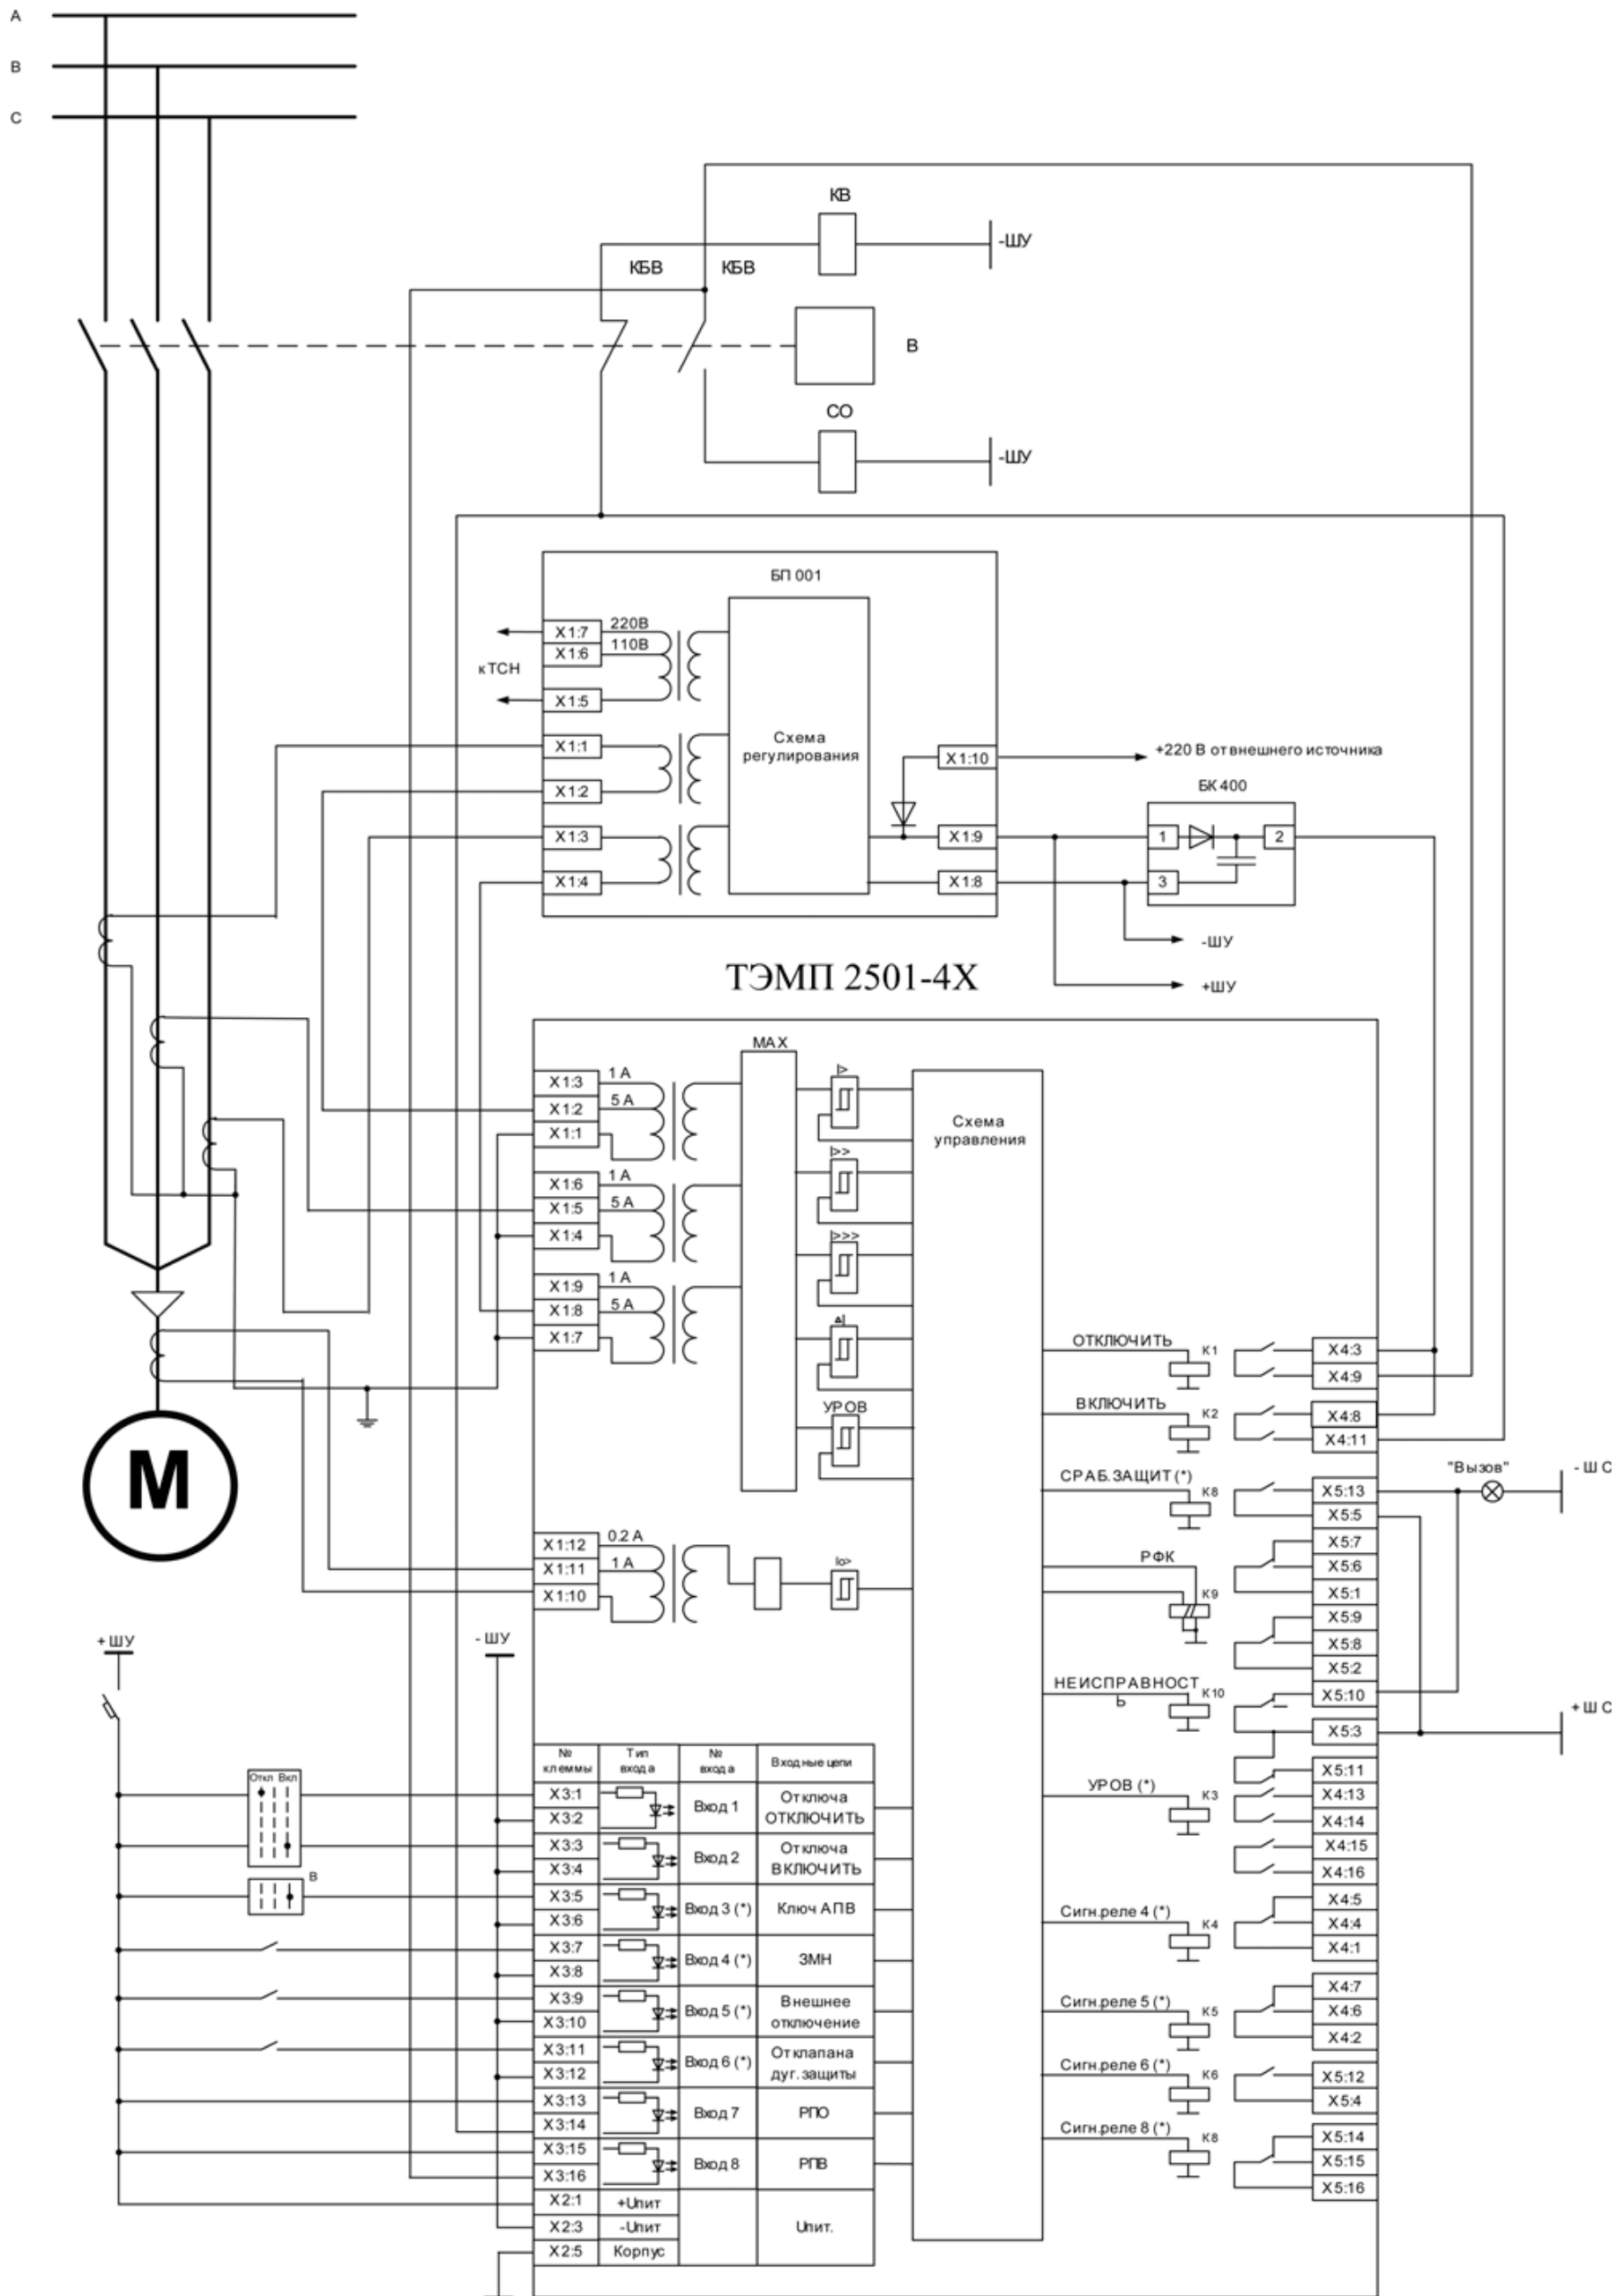 А
В
С
КВ
-ШУ
КБВ КБВ
В
СО
-ШУ
БП 001
X1:7 220В
X1:6 110В
к ТСН
X1:5
X1:1
X1:2
X1:3
X1:4
Схема
регулирования
X1:10
+220 В от внешнего источника
БК 400
X1:9
1
2
X1:8
3
-ШУ
+ШУ
ТЭМП 2501-4Х
MAX
X1:3 1 А
X1:2 5 А
X1:1
X1:6 1 А
X1:5 5 А
X1:4
X1:9 1 А
X1:8 5 А
X1:7
I>
I>>
I>>>
ΔI
УРОВ
Схема
управления
X1:12 0.2 А
X1:11 1 А
X1:10
Io>
М
ОТКЛЮЧИТЬ
К1
X4:3
X4:9
ВКЛЮЧИТЬ
К2
X4:8
X4:11
СРАБ.ЗАЩИТ (*)
К8
X5:13
X5:5
"Вызов"
- ШС
X5:7
РФК
X5:6
К9
X5:1
X5:9
X5:8
X5:2
НЕИСПРАВНОСТ
Ь
К10
X5:10
X5:3
+ ШС
X5:11
УРОВ (*)
К3
X4:13
X4:14
X4:15
X4:16
X4:5
Сигн.реле 4 (*)
К4
X4:4
X4:1
X4:7
Сигн.реле 5 (*)
К5
X4:6
X4:2
Сигн.реле 6 (*)
К6
X5:12
X5:4
Сигн.реле 8 (*)
К8
X5:14
X5:15
X5:16
+ ШУ
- ШУ
Откл Вкл
В
№
клеммы
Тип
входа
№
входа
Входные цепи
X3:1
X3:2
Вход 1
От ключа
ОТКЛЮЧИТЬ
X3:3
X3:4
Вход 2
От ключа
ВКЛЮЧИТЬ
X3:5
X3:6
Вход 3 (*)
Ключ АПВ
X3:7
X3:8
Вход 4 (*)
ЗМН
X3:9
X3:10
Вход 5 (*)
Внешнее
отключение
X3:11
X3:12
Вход 6 (*)
От клапана
дуг. защиты
X3:13
X3:14
Вход 7
РПО
X3:15
X3:16
Вход 8
РПВ
X2:1 +Uпит
X2:3 -Uпит
Uпит.
X2:5 Корпус